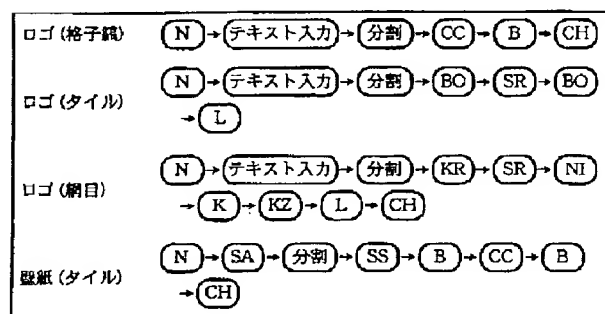 ロゴ(格子縞) N→テキスト入力→分割→CC→B→CH
ロゴ(タイル) N→テキスト入力→分割→BO→SR→BO
→L
ロゴ(網目) N→テキスト入力→分割→KR→SR→NI
→K→KZ→L→CH
壁紙(タイル) N→SA→分割→SS→B→CC→B
→CH